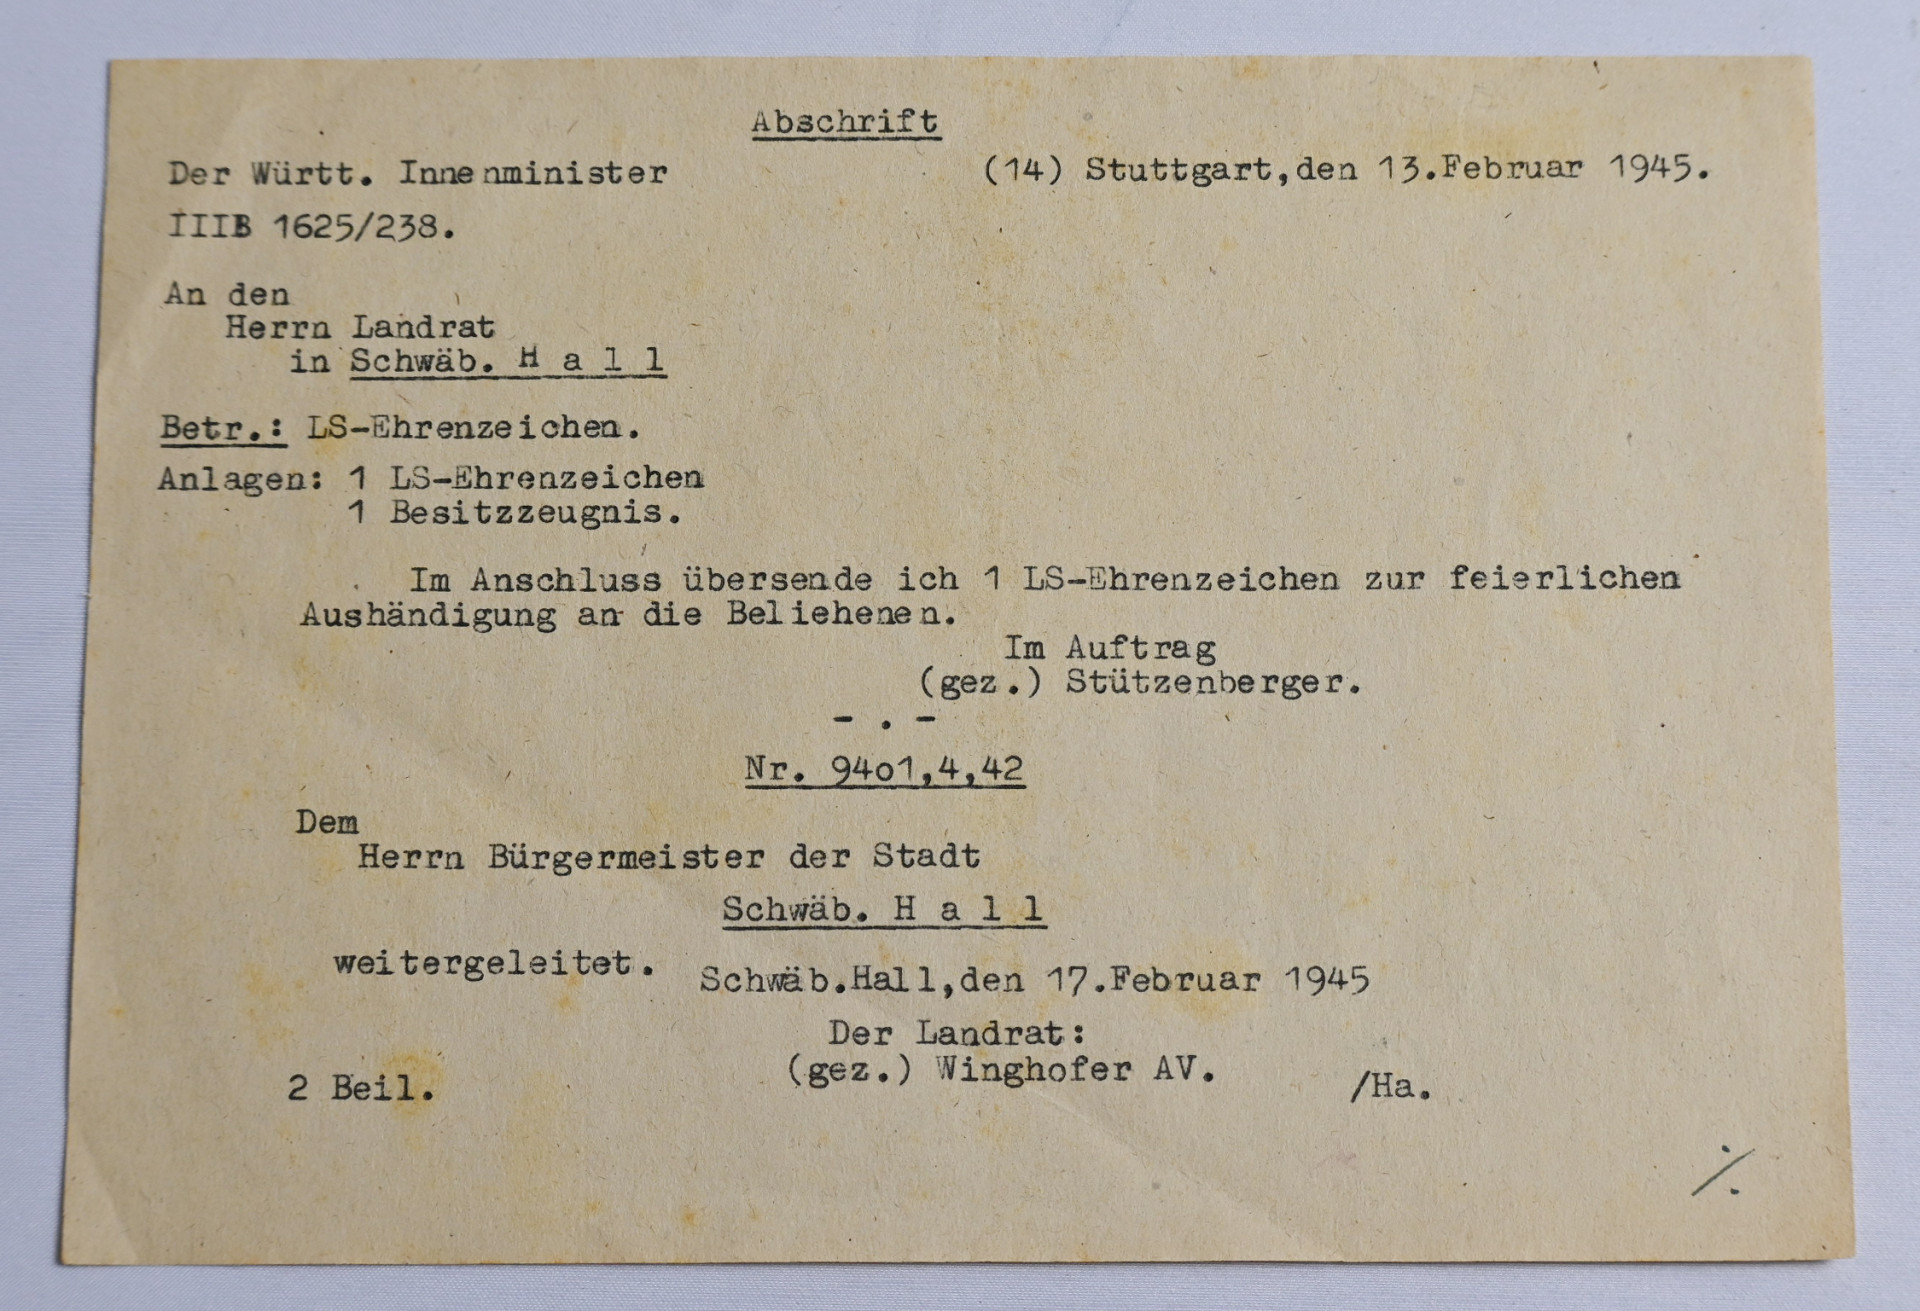 Abschrift
Der Württ. Innenminister (14) Stuttgart,den 13.Februar 1945.
IIIB 1625/238.
An den
Herrn Landrat
in Schwäb. H a l l
Betr.: LS-Ehrenzeichen.
Anlagen: 1 LS-Ehrenzeichen
1 Besitzzeugnis.
Im Anschluss übersende ich 1 LS-Ehrenzeichen zur feierlichen
Aushändigung an die Beliehenen.
Im Auftrag
(gez.) Stützenberger.
- . -
Nr. 94o1,4,42
Dem
Herrn Bürgermeister der Stadt
Schwäb. H a l l
weitergeleitet.
Schwäb.Hall,den 17.Februar 1945
Der Landrat:
(gez.) Winghofer AV.
2 Beil. /Ha.
⁒